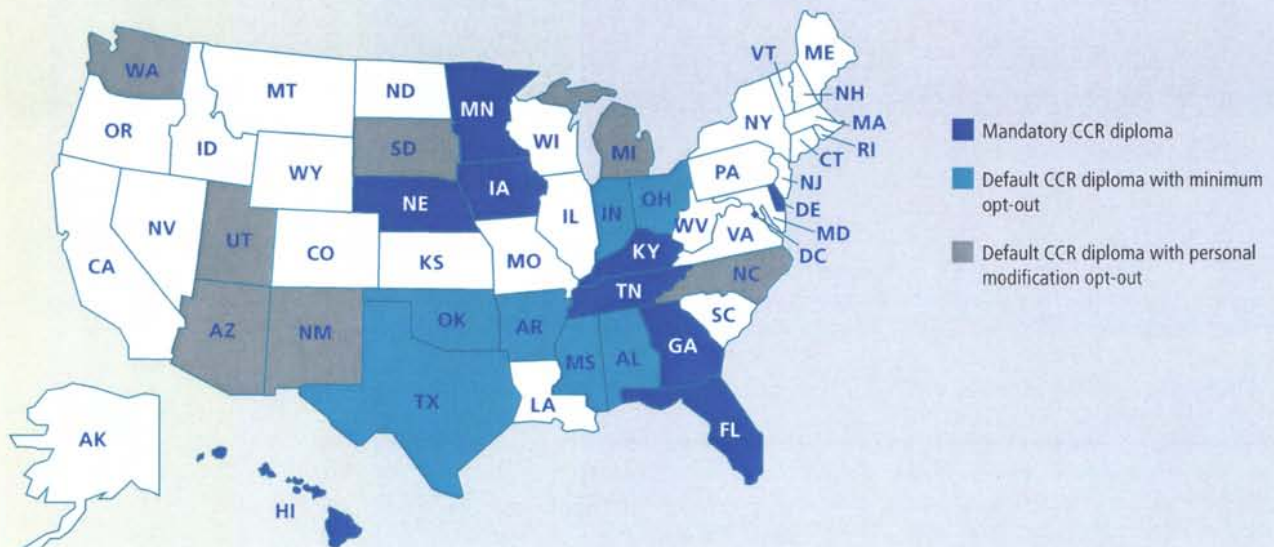 WA
MT
ND
MN
VT
ME
NH
OR
ID
SD
WI
MI
NY
MA
RI
CT
WY
NE
IA
PA
NJ
DE
MD
DC
NV
UT
CO
KS
MO
IL
IN
OH
WV
VA
KY
CA
TN
NC
AZ
NM
OK
AR
SC
MS
AL
GA
TX
LA
FL
AK
HI
Mandatory CCR diploma
Default CCR diploma with minimum
opt-out
Default CCR diploma with personal
modification opt-out